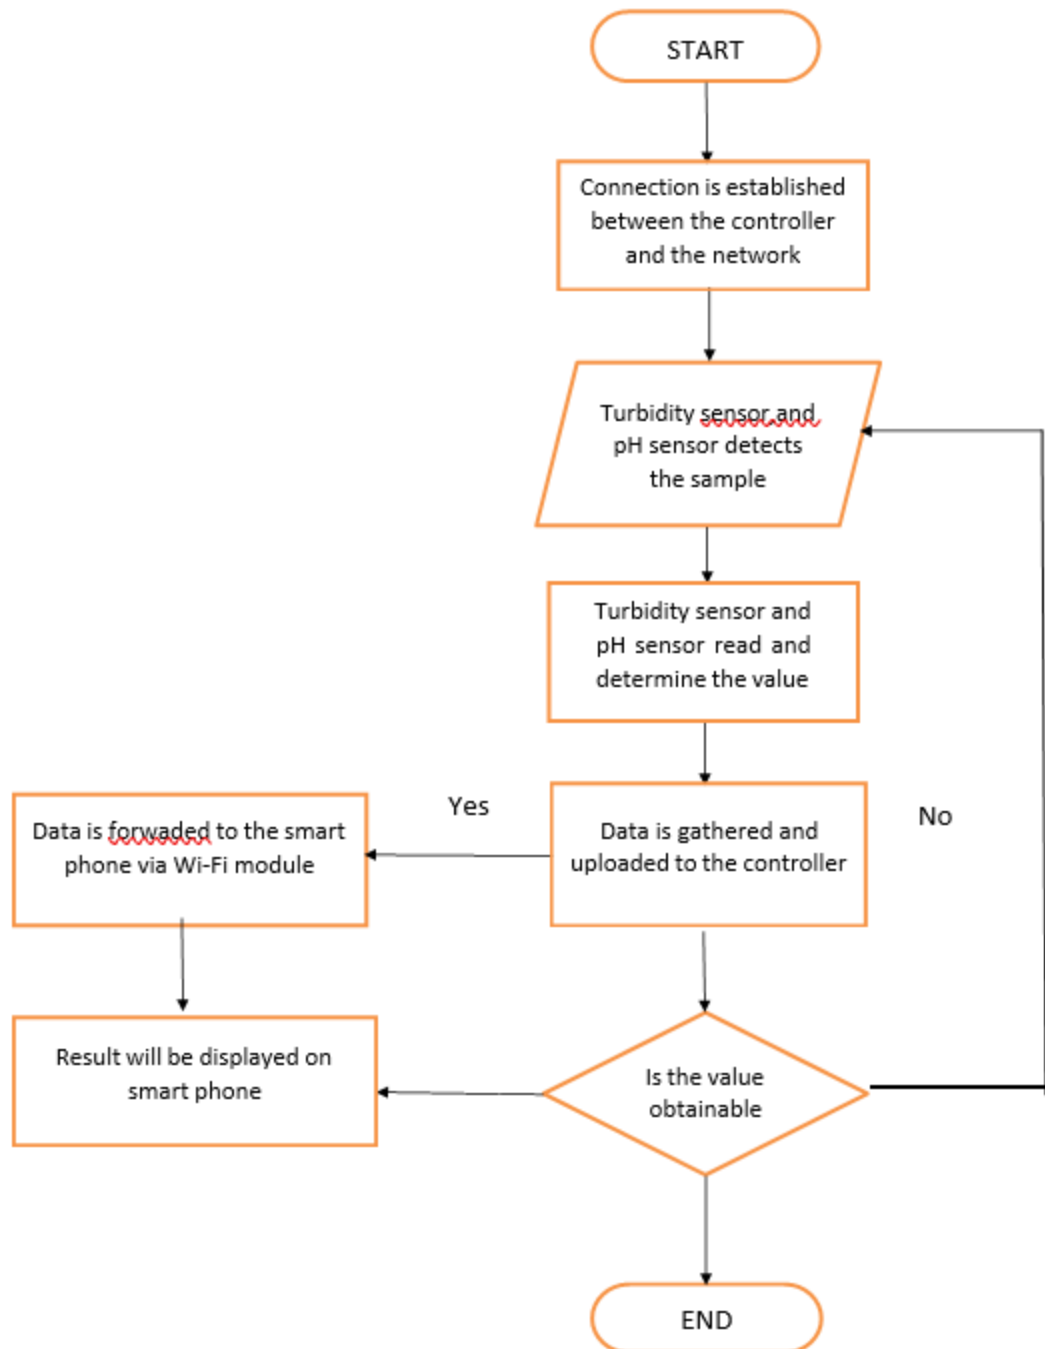 START
Connection is established
between the controller
and the network
Turbidity sensor and
pH sensor detects
the sample
Turbidity sensor and
pH sensor read and
determine the value
Yes
No
Data is forwaded to the smart
phone via Wi-Fi module
Data is gathered and
uploaded to the controller
Result will be displayed on
smart phone
Is the value
obtainable
END